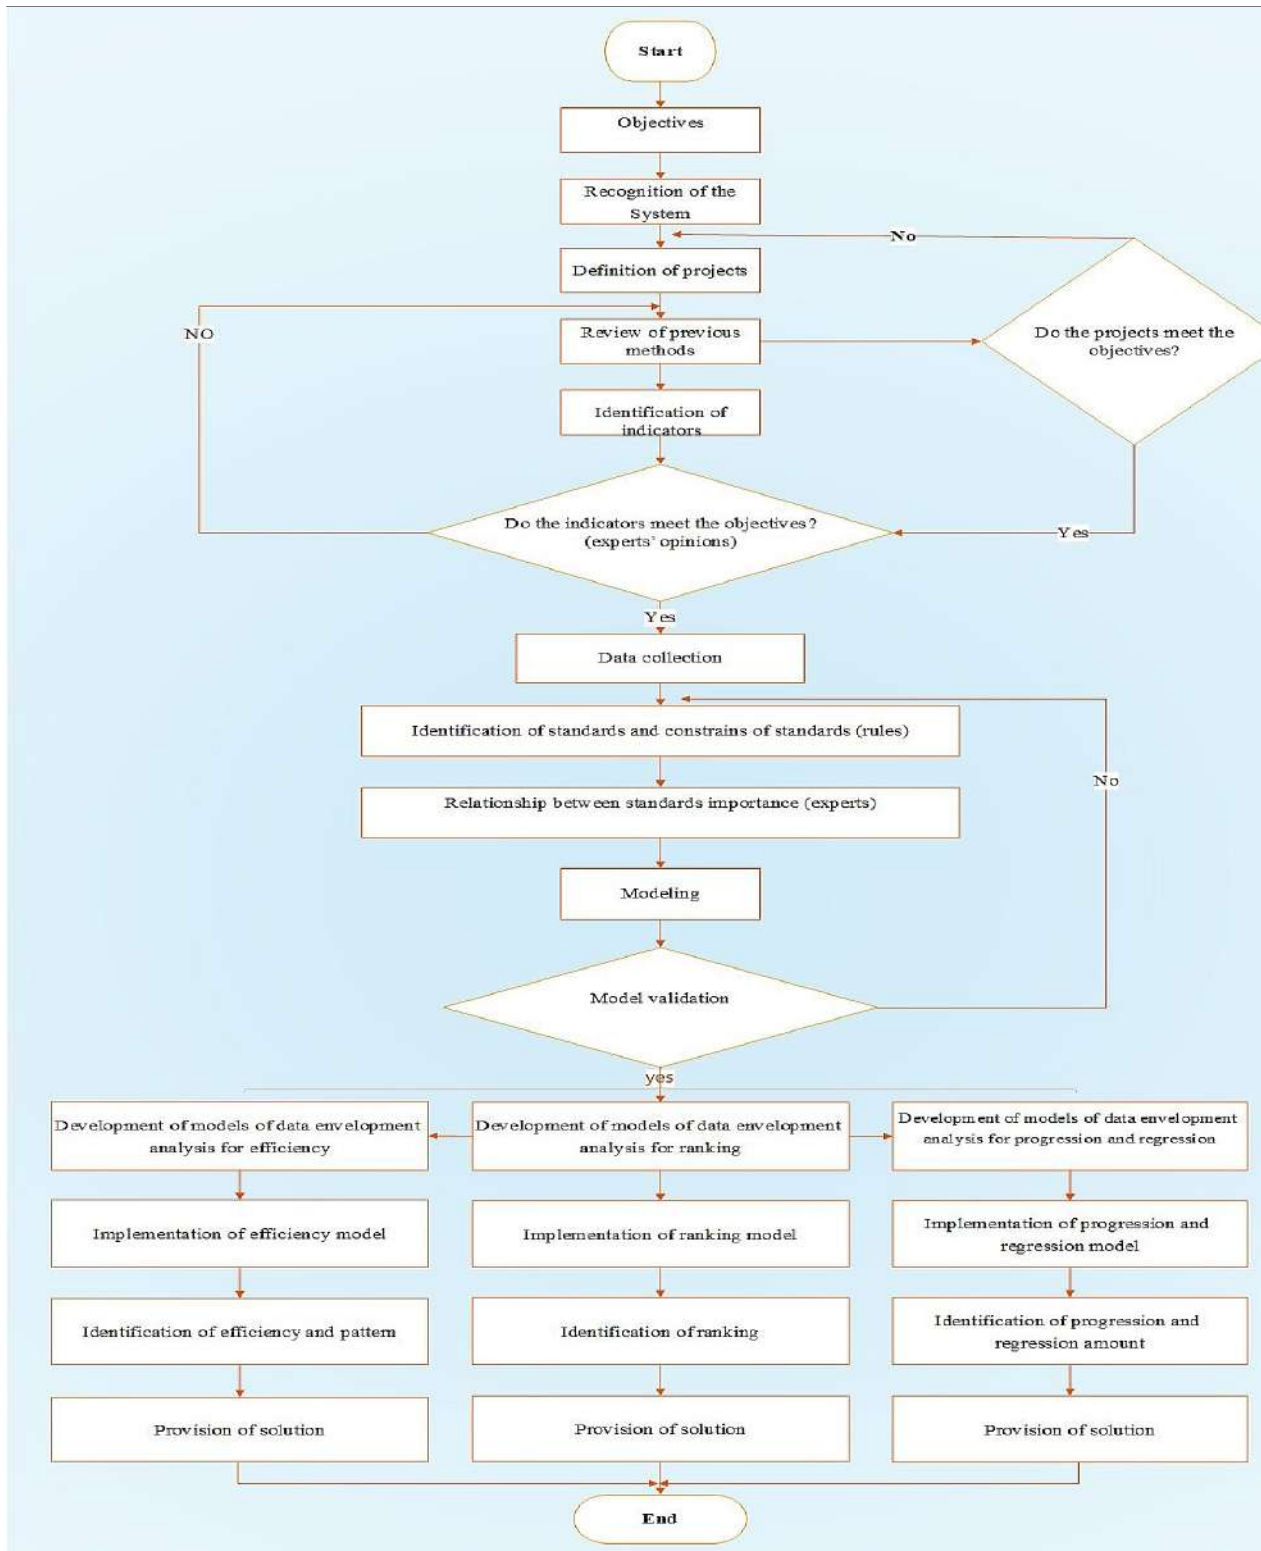 Start
Objectives
Recognition of the
System
No
Definition of projects
NO
Review of previous
methods
Do the projects meet the
objectives?
Identification of
indicators
Do the indicators meet the objectives?
(experts' opinions)
Yes
Yes
Data collection
Identification of standards and constrains of standards (rules)
No
Relationship between standards importance (experts)
Modeling
Model validation
yes
Development of models of data envelopment
analysis for efficiency
Development of models of data envelopment
analysis for ranking
Development of models of data envelopment
analysis for progression and regression
Implementation of efficiency model
Implementation of ranking model
Implementation of progression and
regression model
Identification of efficiency and pattern
Identification of ranking
Identification of progression and
regression amount
Provision of solution
Provision of solution
Provision of solution
End